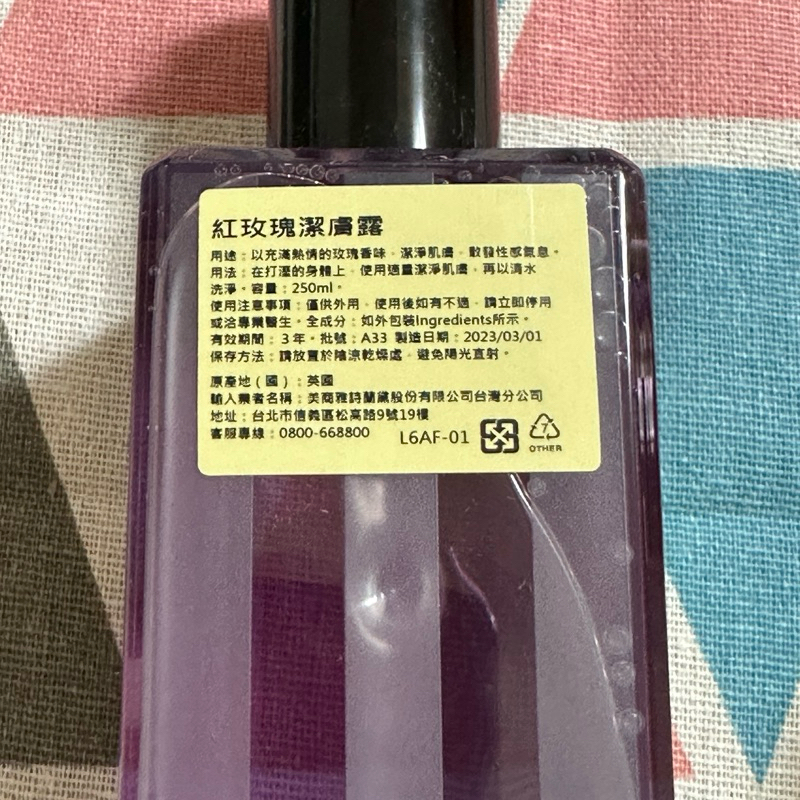 紅玫瑰潔膚露
用途：以充滿熱情的玫瑰香味，潔淨肌膚，散發性感氣息。
用法：在打溼的身體上，使用適量潔淨肌膚，再以清水
洗淨。容量：250ml。
使用注意事項：僅供外用，使用後如有不適，請立即停用
或洽專業醫生。全成分：如外包裝Ingredients所示。
有效期間：3年。批號：A33 製造日期：2023/03/01
保存方法：請放置於陰涼乾燥處，避免陽光直射。
原產地（國）：英國
輸入業者名稱：美商雅詩蘭黛股份有限公司台灣分公司
地址：台北市信義區松高路9號19樓
客服專線：0800-668800 L6AF-01 7 OTHER